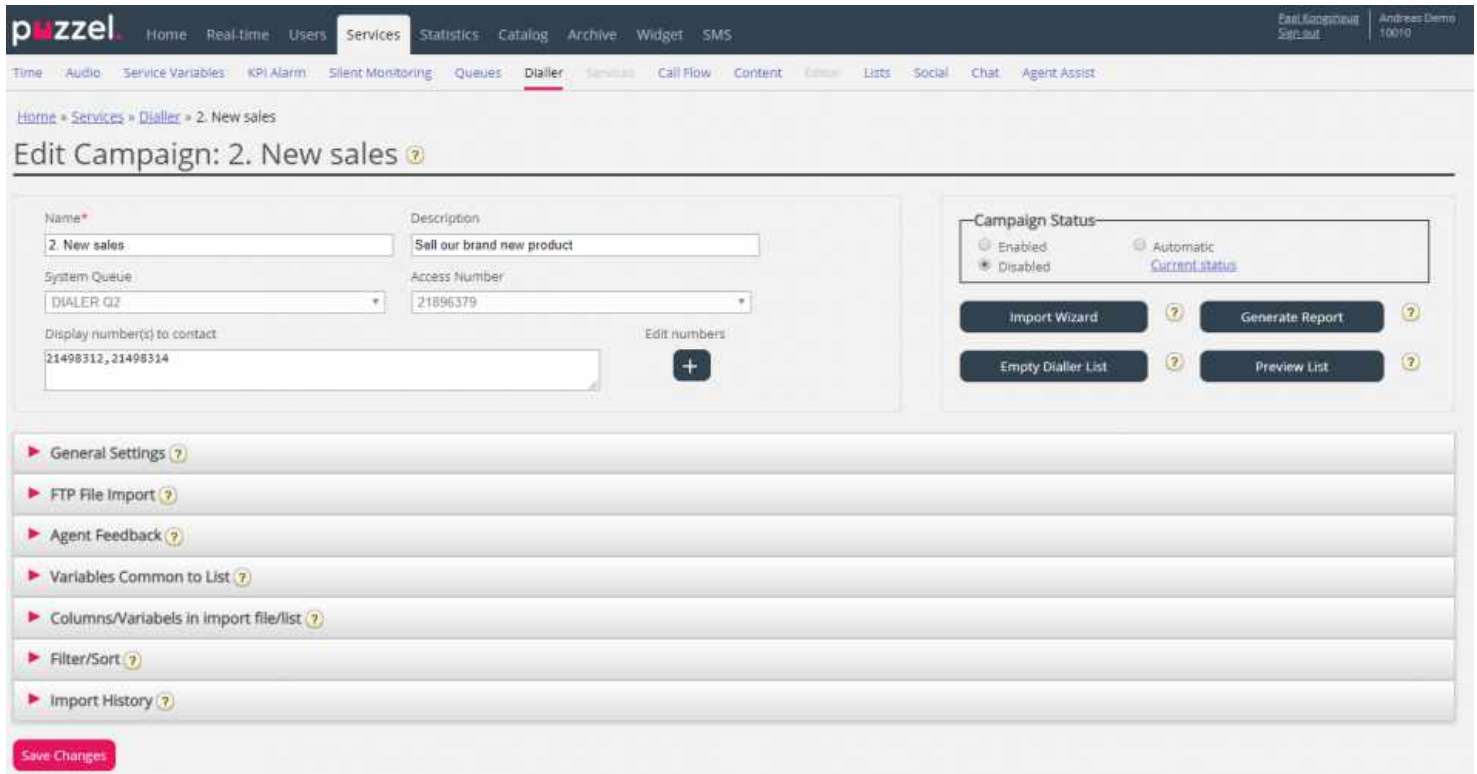 puzzel. Home Real-time Users Services Statistics Catalog Archive Widget SMS
Sign out
Andreas Demo
10010
Time Audio Service Variables KPI Alarm Silent Monitoring Queues Dialler Services Call Flow Content Editor Lists Social Chat Agent Assist
Home » Services » Dialler » 2. New sales
Edit Campaign: 2. New sales ?
Name* Description
2. New sales Sell our brand new product
System Queue Access Number
DIALER Q2 21896379
Display number(s) to contact Edit numbers
21498312,21498314 +
Campaign Status
Enabled Automatic
Disabled Current status
Import Wizard ? Generate Report ?
Empty Dialler List ? Preview List ?
General Settings ?
FTP File Import ?
Agent Feedback ?
Variables Common to List ?
Columns/Variabels in import file/list ?
Filter/Sort ?
Import History ?
Save Changes